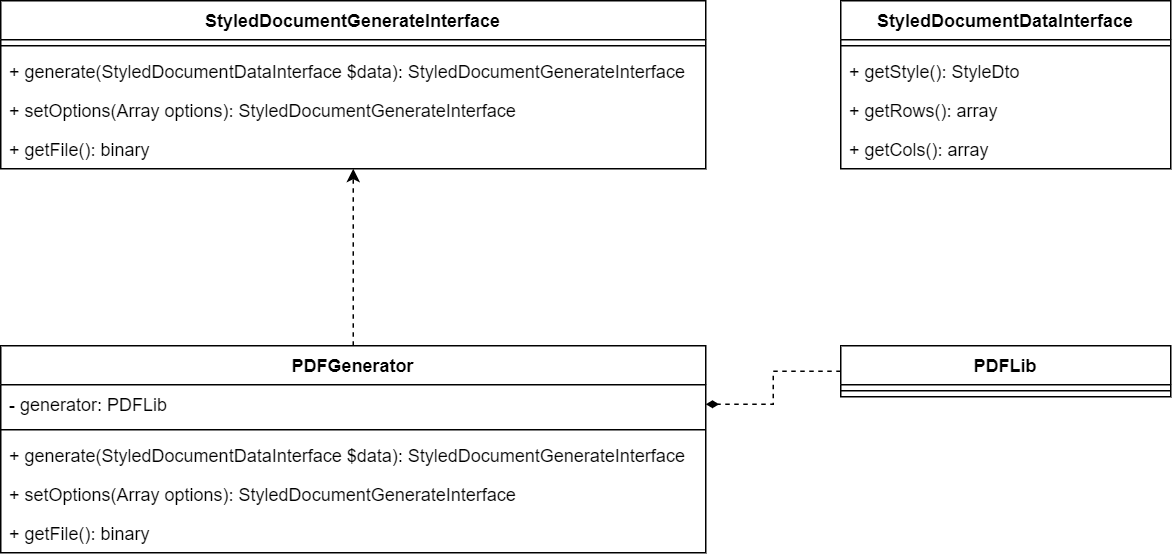 StyledDocumentGenerateInterface
+ generate(StyledDocumentDataInterface $data): StyledDocumentGenerateInterface
+ setOptions(Array options): StyledDocumentGenerateInterface
+ getFile(): binary
StyledDocumentDataInterface
+ getStyle(): StyleDto
+ getRows(): array
+ getCols(): array
PDFGenerator
- generator: PDFLib
+ generate(StyledDocumentDataInterface $data): StyledDocumentGenerateInterface
+ setOptions(Array options): StyledDocumentGenerateInterface
+ getFile(): binary
PDFLib